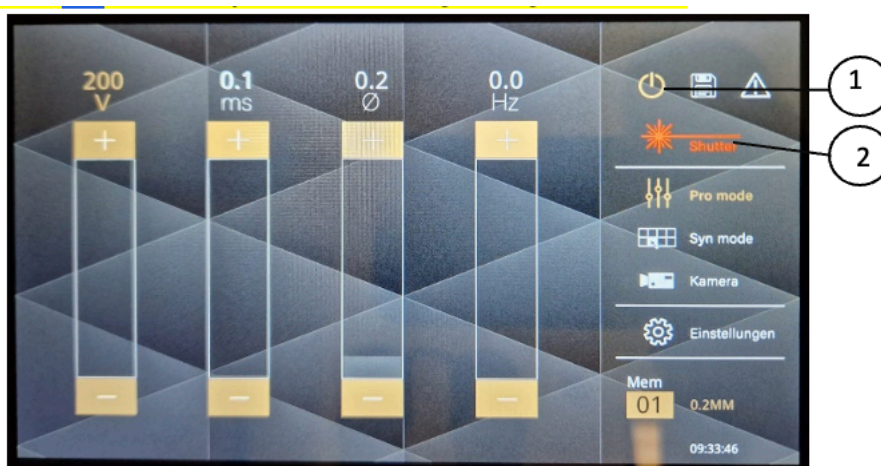 200
V
0.1
ms
0.2
Ø
0.0
Hz
1
Shutter
2
Pro mode
Syn mode
Kamera
Einstellungen
Mem
01
0.2MM
09:33:46